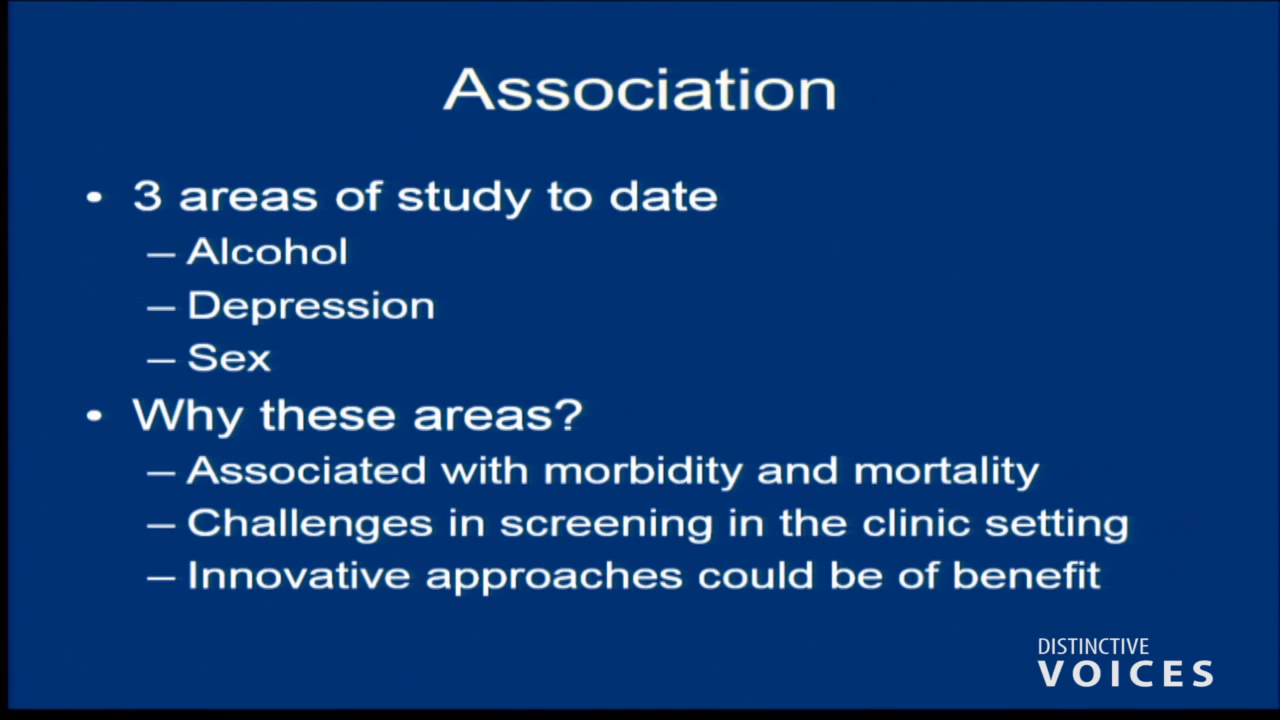 Association
• 3 areas of study to date
– Alcohol
– Depression
– Sex
• Why these areas?
– Associated with morbidity and mortality
– Challenges in screening in the clinic setting
– Innovative approaches could be of benefit
DISTINCTIVE
VOICES